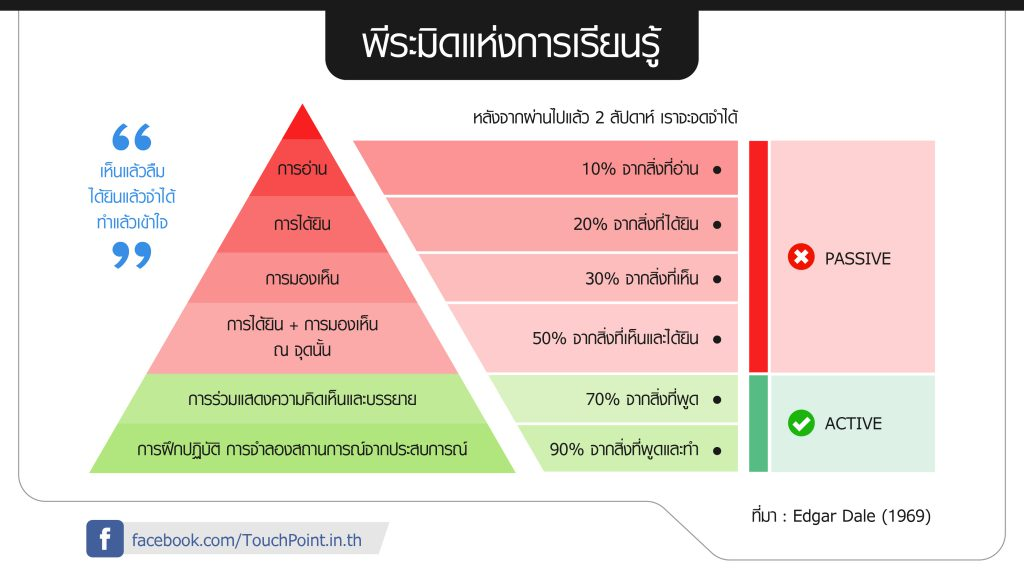 พีระมิดแห่งการเรียนรู้
หลังจากผ่านไปแล้ว 2 สัปดาห์ เราจะจดจำได้
เห็นแล้วลืม
ได้ยินแล้วจำได้
ทำแล้วเข้าใจ
การอ่าน
10% จากสิ่งที่อ่าน
การได้ยิน
20% จากสิ่งที่ได้ยิน
การมองเห็น
30% จากสิ่งที่เห็น
การได้ยิน + การมองเห็น
ณ จุดนั้น
50% จากสิ่งที่เห็นและได้ยิน
PASSIVE
การร่วมแสดงความคิดเห็นและบรรยาย
70% จากสิ่งที่พูด
การฝึกปฏิบัติ การจำลองสถานการณ์จากประสบการณ์
90% จากสิ่งที่พูดและทำ
ACTIVE
ที่มา : Edgar Dale (1969)
facebook.com/TouchPoint.in.th